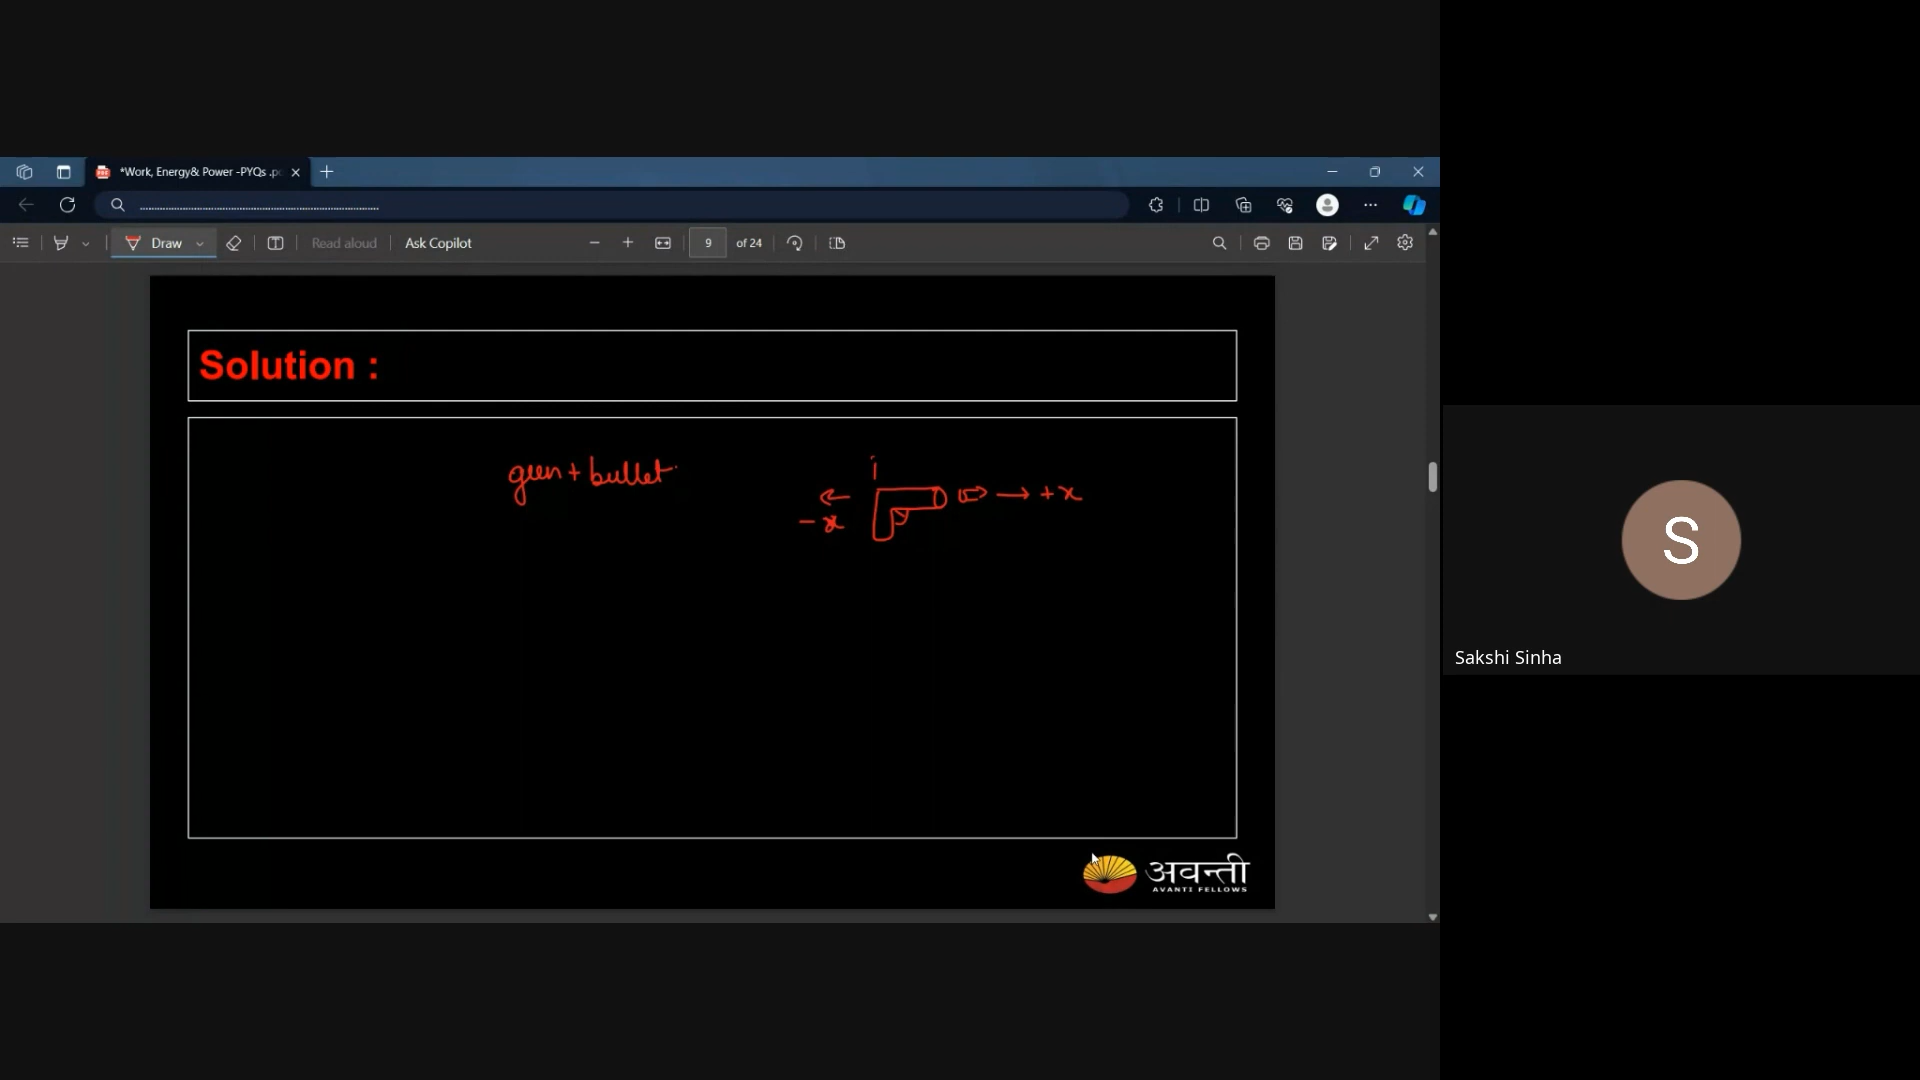 *Work, Energy& Power -PYQs .p
Draw
Read aloud
Ask Copilot
9 of 24
Solution :
gun + bullet
i
→ +x
←
- x
अवन्ती
AVANTI FELLOWS
S
Sakshi Sinha